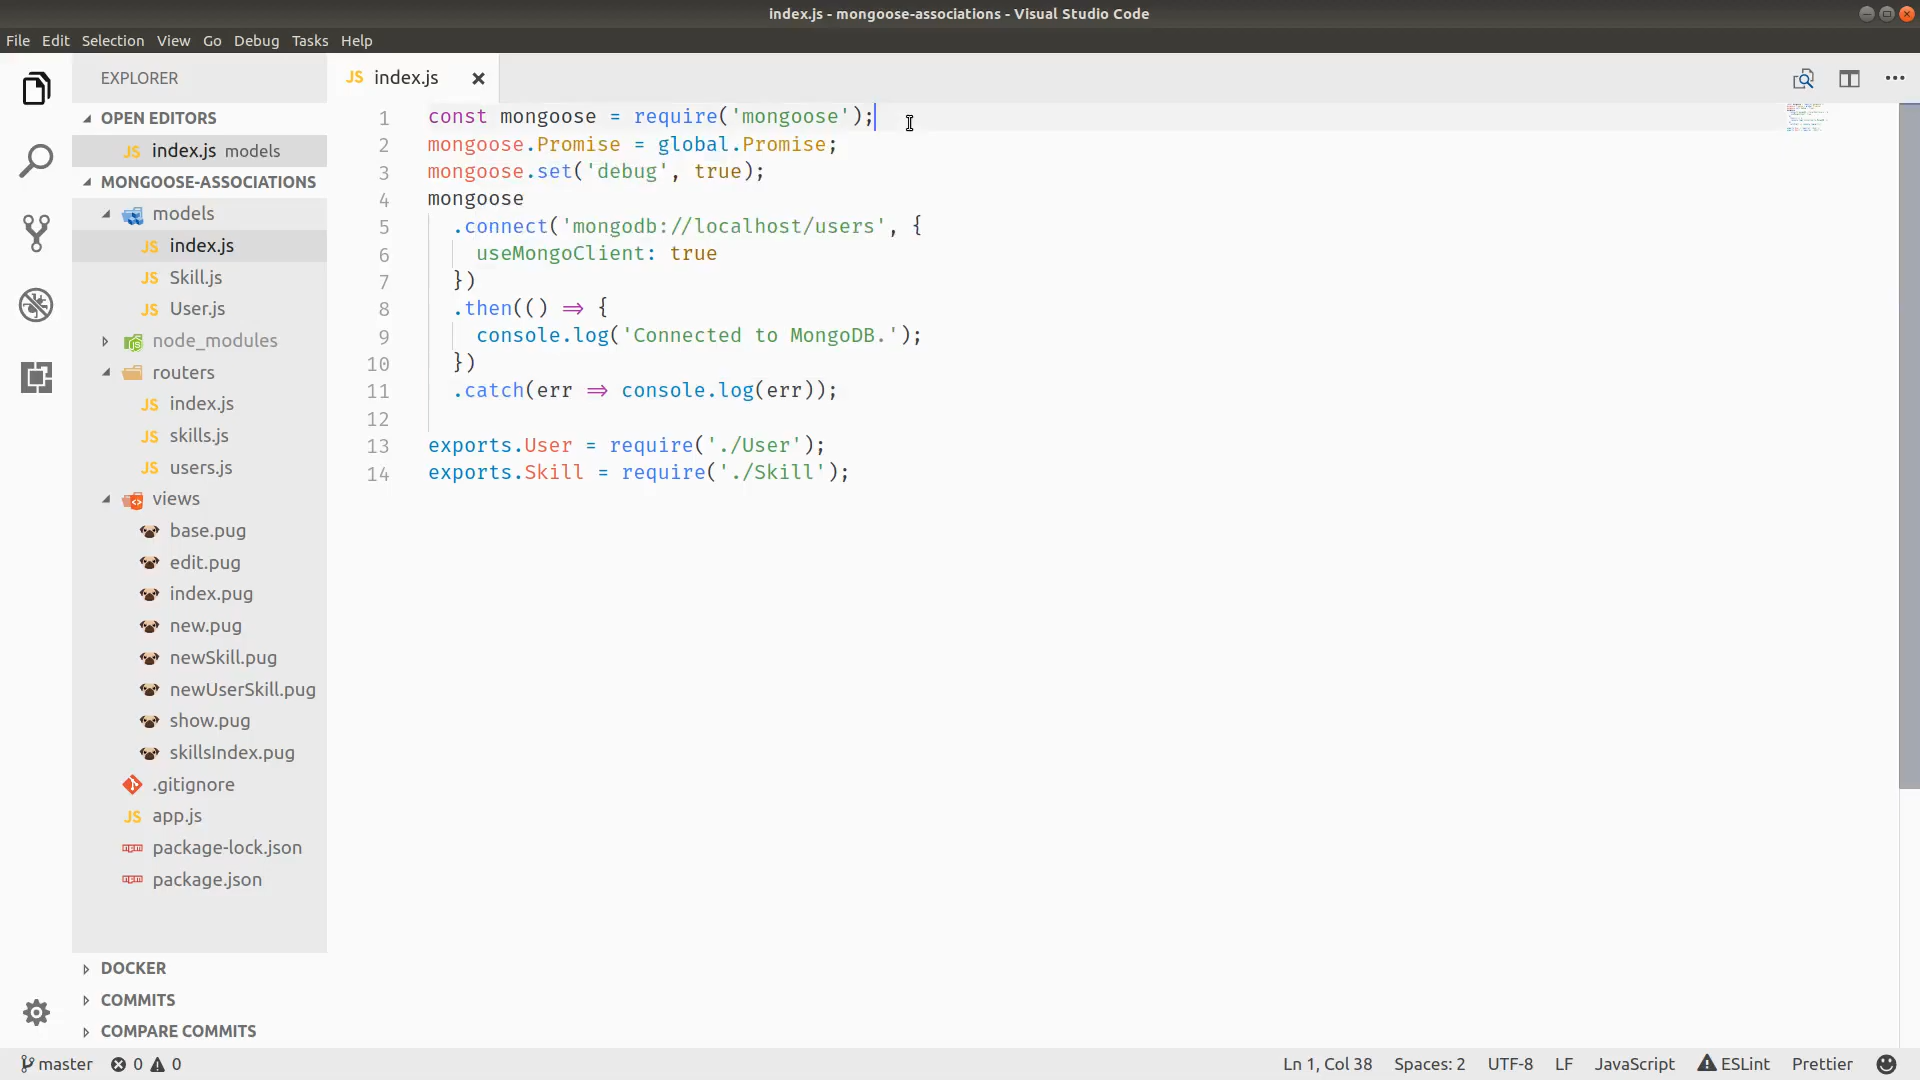 index.js - mongoose-associations - Visual Studio Code
File Edit Selection View Go Debug Tasks Help
EXPLORER
OPEN EDITORS
JS index.js models
MONGOOSE-ASSOCIATIONS
models
JS index.js
JS Skill.js
JS User.js
node_modules
routers
JS index.js
JS skills.js
JS users.js
views
base.pug
edit.pug
index.pug
new.pug
newSkill.pug
newUserSkill.pug
show.pug
skillsIndex.pug
.gitignore
JS app.js
package-lock.json
package.json
DOCKER
COMMITS
COMPARE COMMITS
JS index.js
1 const mongoose = require('mongoose');
2 mongoose.Promise = global.Promise;
3 mongoose.set('debug', true);
4 mongoose
5 .connect('mongodb://localhost/users', {
6 useMongoClient: true
7 })
8 .then(() => {
9 console.log('Connected to MongoDB.');
10 })
11 .catch(err => console.log(err));
12
13 exports.User = require('./User');
14 exports.Skill = require('./Skill');
master 0 0 Ln 1, Col 38 Spaces: 2 UTF-8 LF JavaScript ESLint Prettier